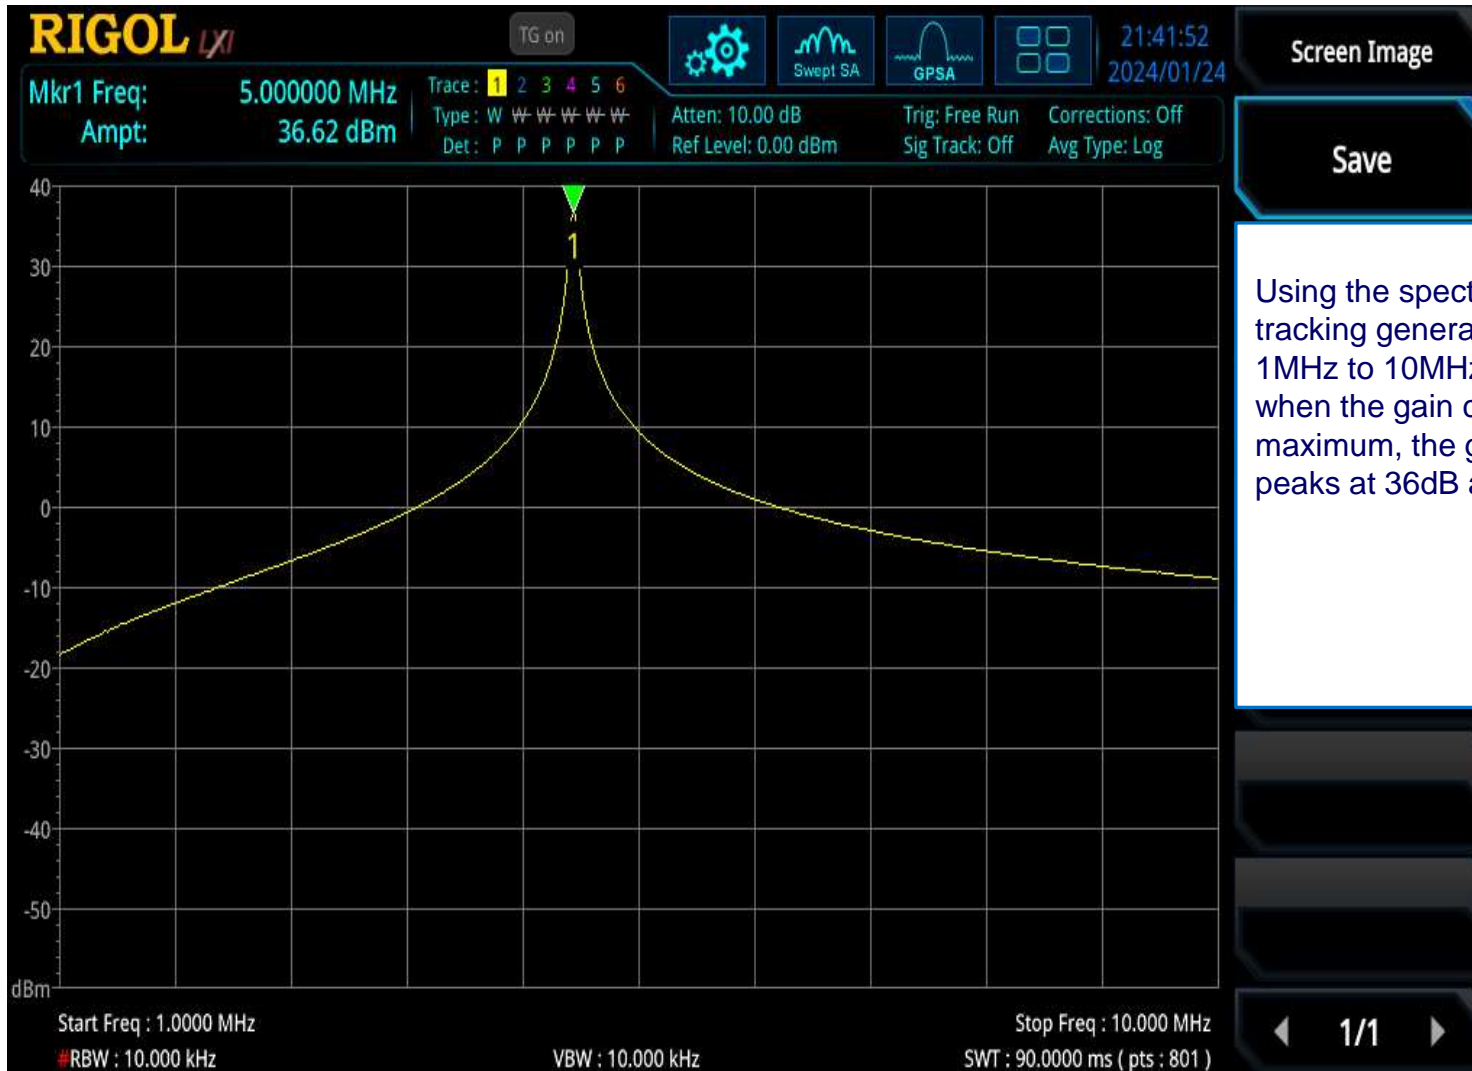 RIGOL LXI
TG on
Swept SA
GPSA
21:41:52
2024/01/24
Screen Image
Mkr1 Freq: 5.000000 MHz
Ampt: 36.62 dBm
Trace: 1 2 3 4 5 6
Type: W W W W W W
Det: P P P P P P
Atten: 10.00 dB
Ref Level: 0.00 dBm
Trig: Free Run
Sig Track: Off
Corrections: Off
Avg Type: Log
Save
40
30
20
10
0
-10
-20
-30
-40
-50
dBm
1
Using the spect
tracking genera
1MHz to 10MHz
when the gain
maximum, the
peaks at 36dB
Start Freq : 1.0000 MHz
Stop Freq : 10.000 MHz
#RBW : 10.000 kHz
VBW : 10.000 kHz
SWT : 90.0000 ms ( pts : 801 )
1/1